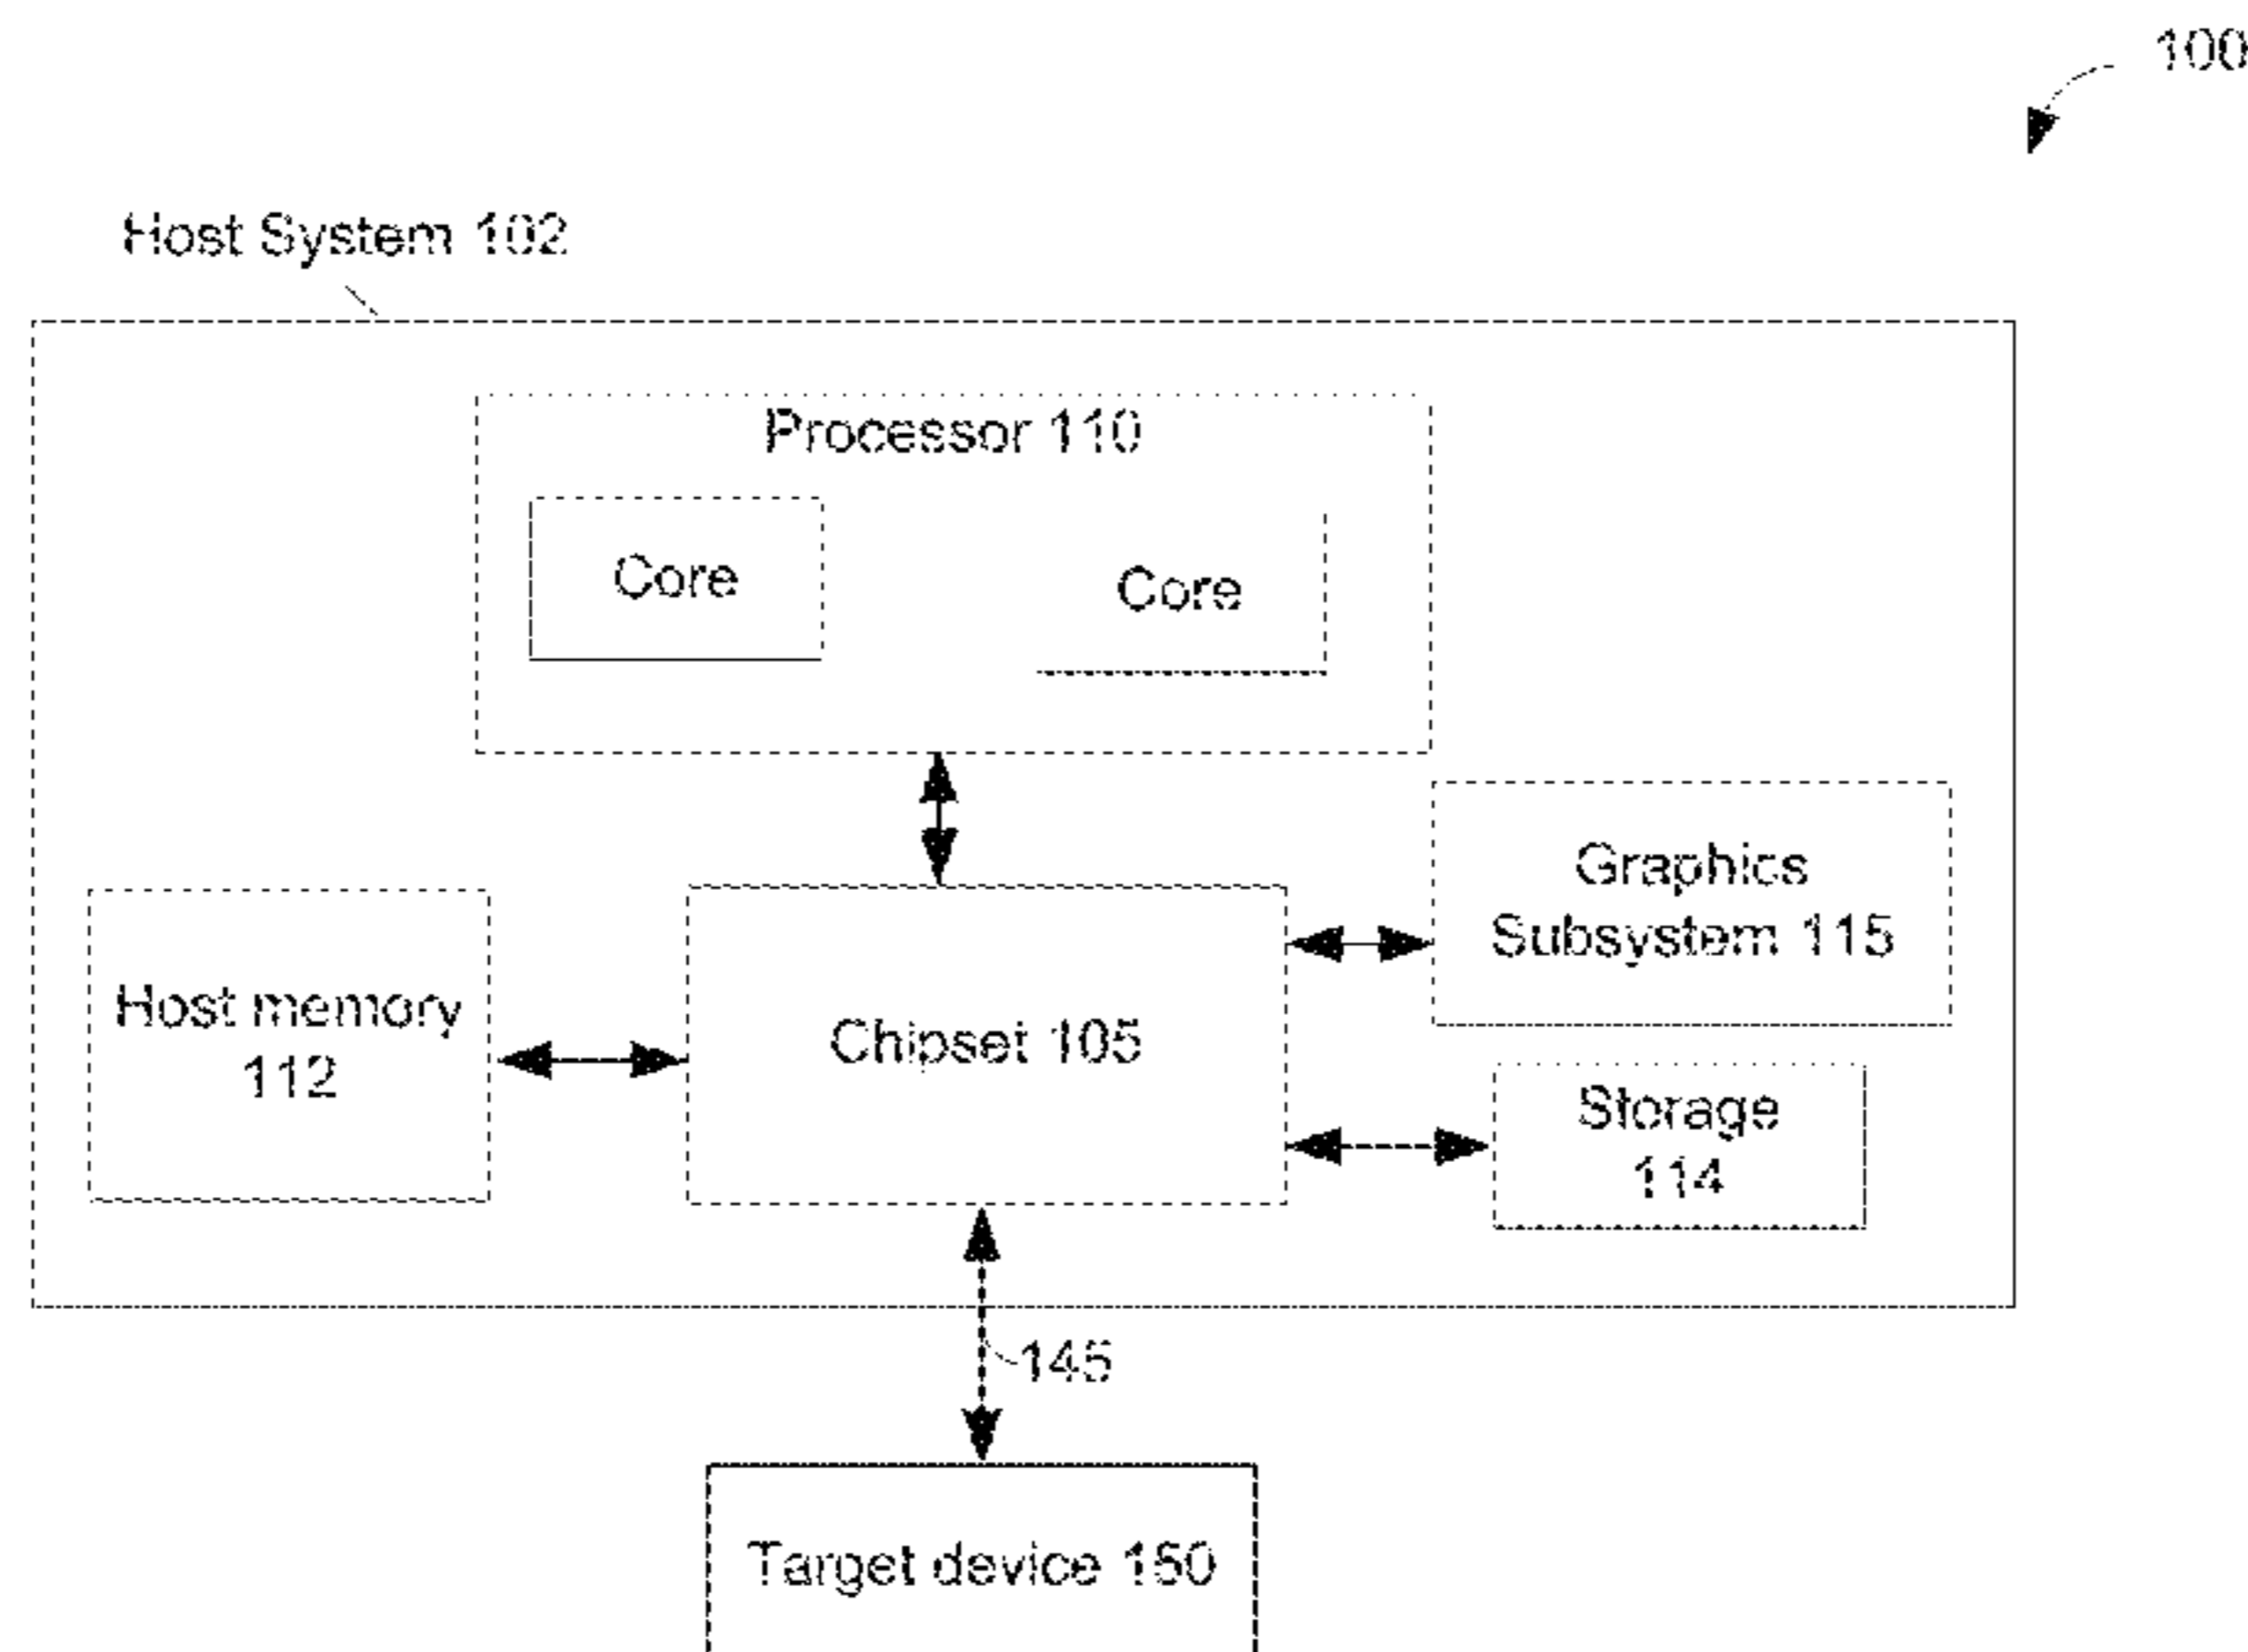 100
Host System 102
Processor 110
Core
Core
Graphics
Subsystem 115
Host memory
112
Chipset 105
Storage
114
145
Target device 150